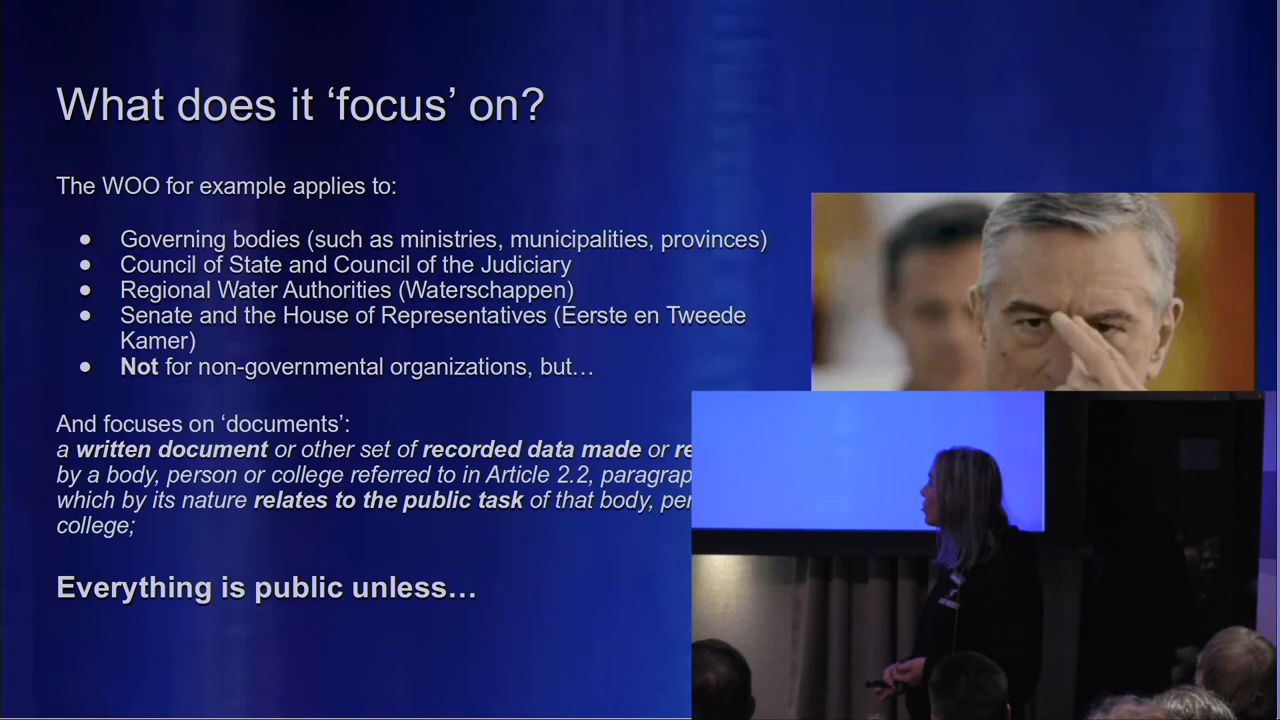 What does it ‘focus’ on?
The WOO for example applies to:
● Governing bodies (such as ministries, municipalities, provinces)
● Council of State and Council of the Judiciary
● Regional Water Authorities (Waterschappen)
● Senate and the House of Representatives (Eerste en Tweede
Kamer)
● Not for non-governmental organizations, but…
And focuses on ‘documents’:
a written document or other set of recorded data made or
by a body, person or college referred to in Article 2.2,
which by its nature relates to the public task of that body,
college;
Everything is public unless…